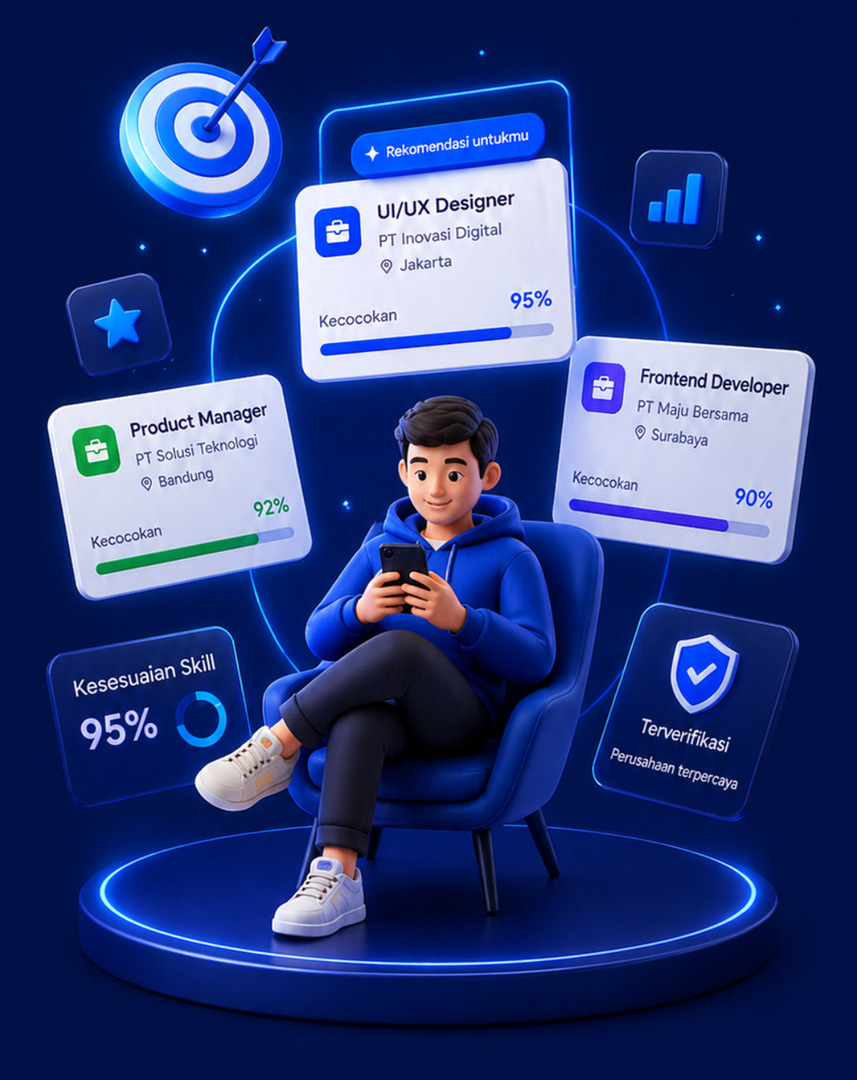 Rekomendasi untukmu
UI/UX Designer
PT Inovasi Digital
Jakarta
Kecocokan
95%
Product Manager
PT Solusi Teknologi
Bandung
Kecocokan
92%
Frontend Developer
PT Maju Bersama
Surabaya
Kecocokan
90%
Kesesuaian Skill
95%
Terverifikasi
Perusahaan terpercaya